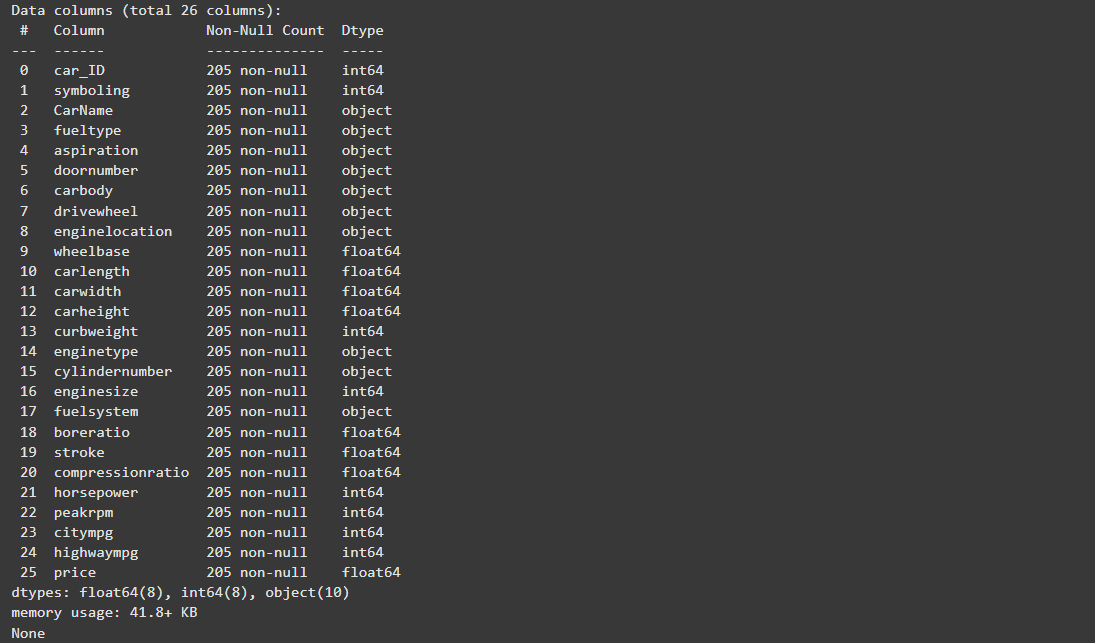 Data columns (total 26 columns):
 #   Column            Non-Null Count  Dtype
---  ------            --------------  -----
 0   car_ID            205 non-null    int64
 1   symboling         205 non-null    int64
 2   CarName           205 non-null    object
 3   fueltype          205 non-null    object
 4   aspiration        205 non-null    object
 5   doornumber        205 non-null    object
 6   carbody           205 non-null    object
 7   drivewheel        205 non-null    object
 8   enginelocation    205 non-null    object
 9   wheelbase         205 non-null    float64
 10  carlength         205 non-null    float64
 11  carwidth          205 non-null    float64
 12  carheight         205 non-null    float64
 13  curbweight        205 non-null    int64
 14  enginetype        205 non-null    object
 15  cylindernumber    205 non-null    object
 16  enginesize        205 non-null    int64
 17  fuelsystem        205 non-null    object
 18  boreratio         205 non-null    float64
 19  stroke            205 non-null    float64
 20  compressionratio  205 non-null    float64
 21  horsepower        205 non-null    int64
 22  peakrpm           205 non-null    int64
 23  citympg           205 non-null    int64
 24  highwaympg        205 non-null    int64
 25  price             205 non-null    float64
dtypes: float64(8), int64(8), object(10)
memory usage: 41.8+ KB
None